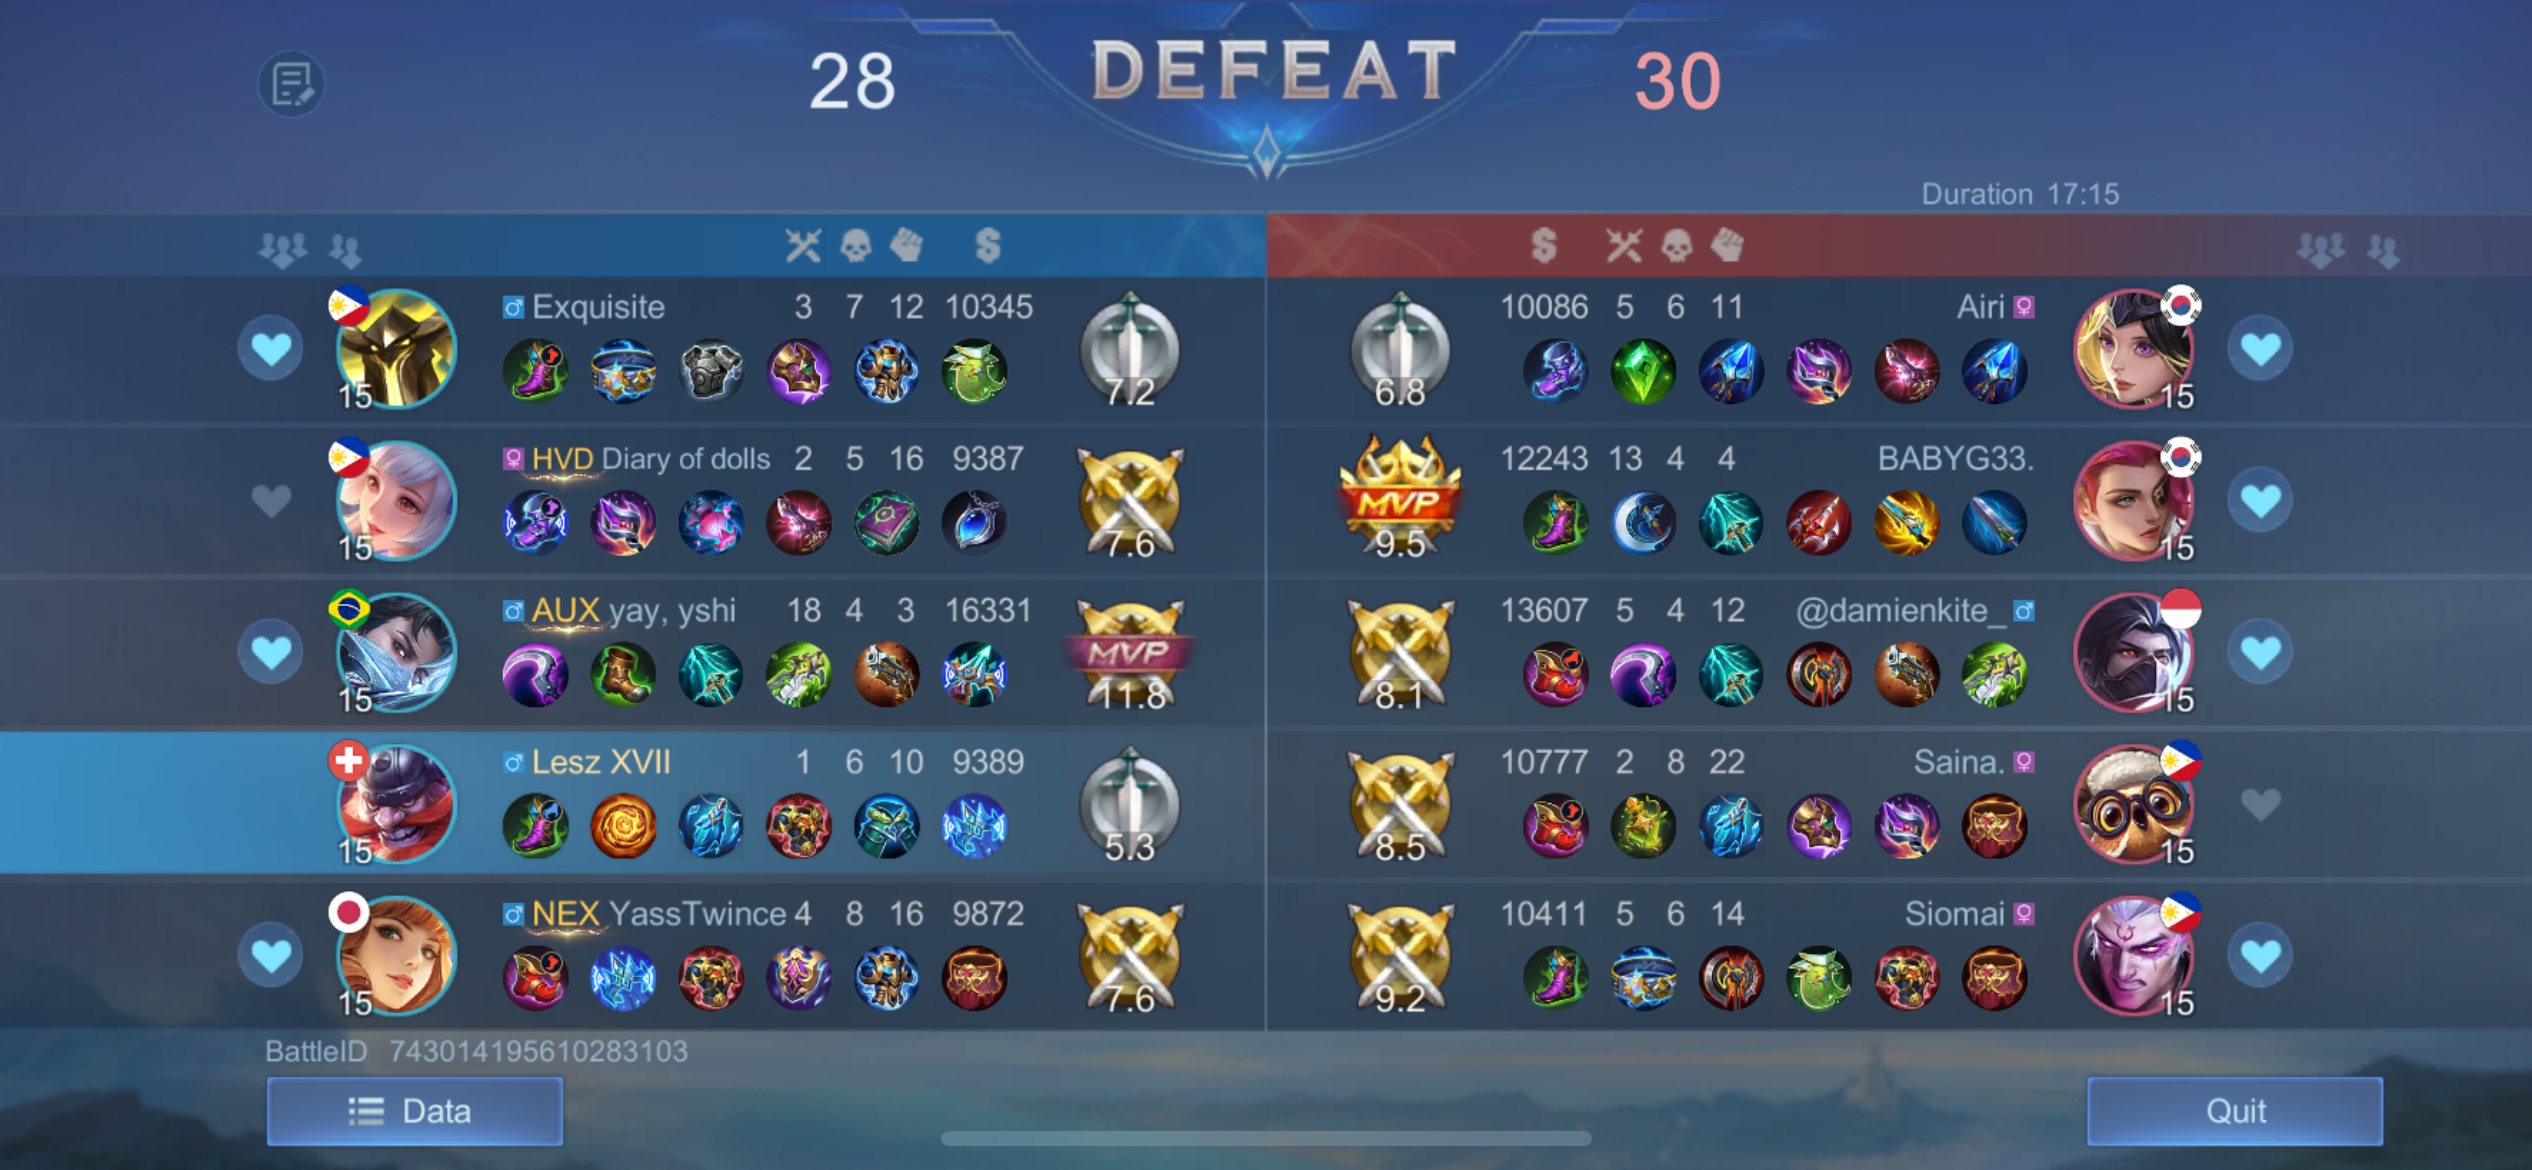 28 DEFEAT 30
Duration 17:15
Exquisite 3 7 12 10345
15 7.2
10086 5 6 11 Airi
6.8 15
HVD Diary of dolls 2 5 16 9387
15 7.6
12243 13 4 4 BABYG33.
MVP
9.5 15
AUX yay, yshi 18 4 3 16331
MVP
15 11.8
13607 5 4 12 @damienkite_
8.1 15
Lesz XVII 1 6 10 9389
15 5.3
10777 2 8 22 Saina.
8.5 15
NEX YassTwince 4 8 16 9872
15 7.6
10411 5 6 14 Siomai
9.2 15
BattleID 743014195610283103
Data
Quit